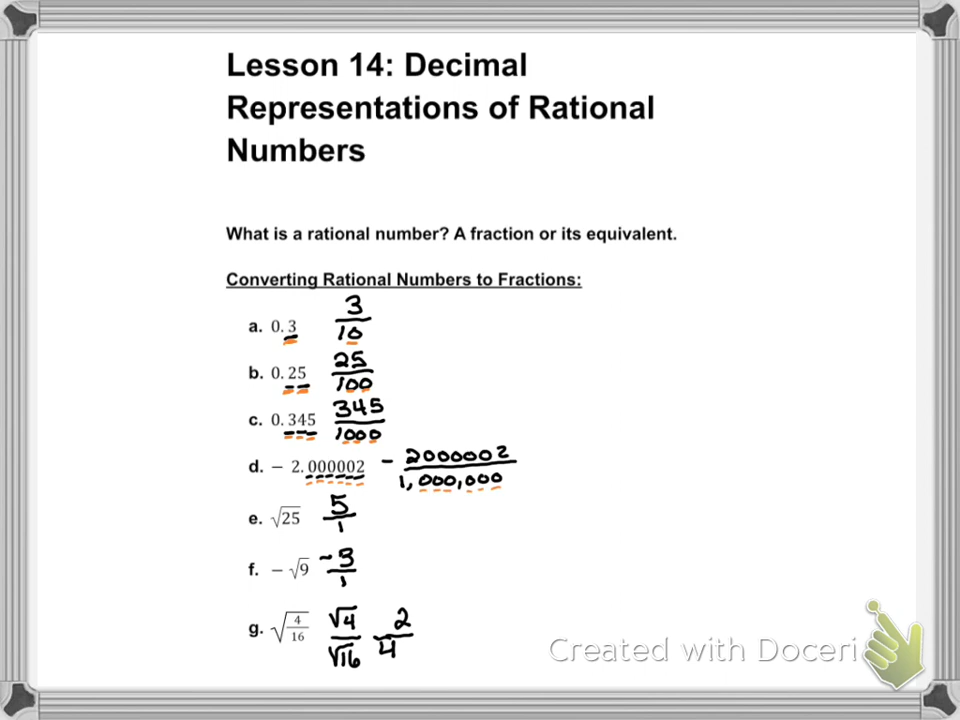 Lesson 14: Decimal
Representations of Rational
Numbers
What is a rational number? A fraction or its equivalent.
Converting Rational Numbers to Fractions:
a. 0.3 3/10
b. 0.25 25/100
c. 0.345 345/1000
d. − 2.000002 - 2000002/1,000,000
e. √25 5/1
f. − √9 -3/1
g. √4/16 √4/√16 2/4
Created with Doceri